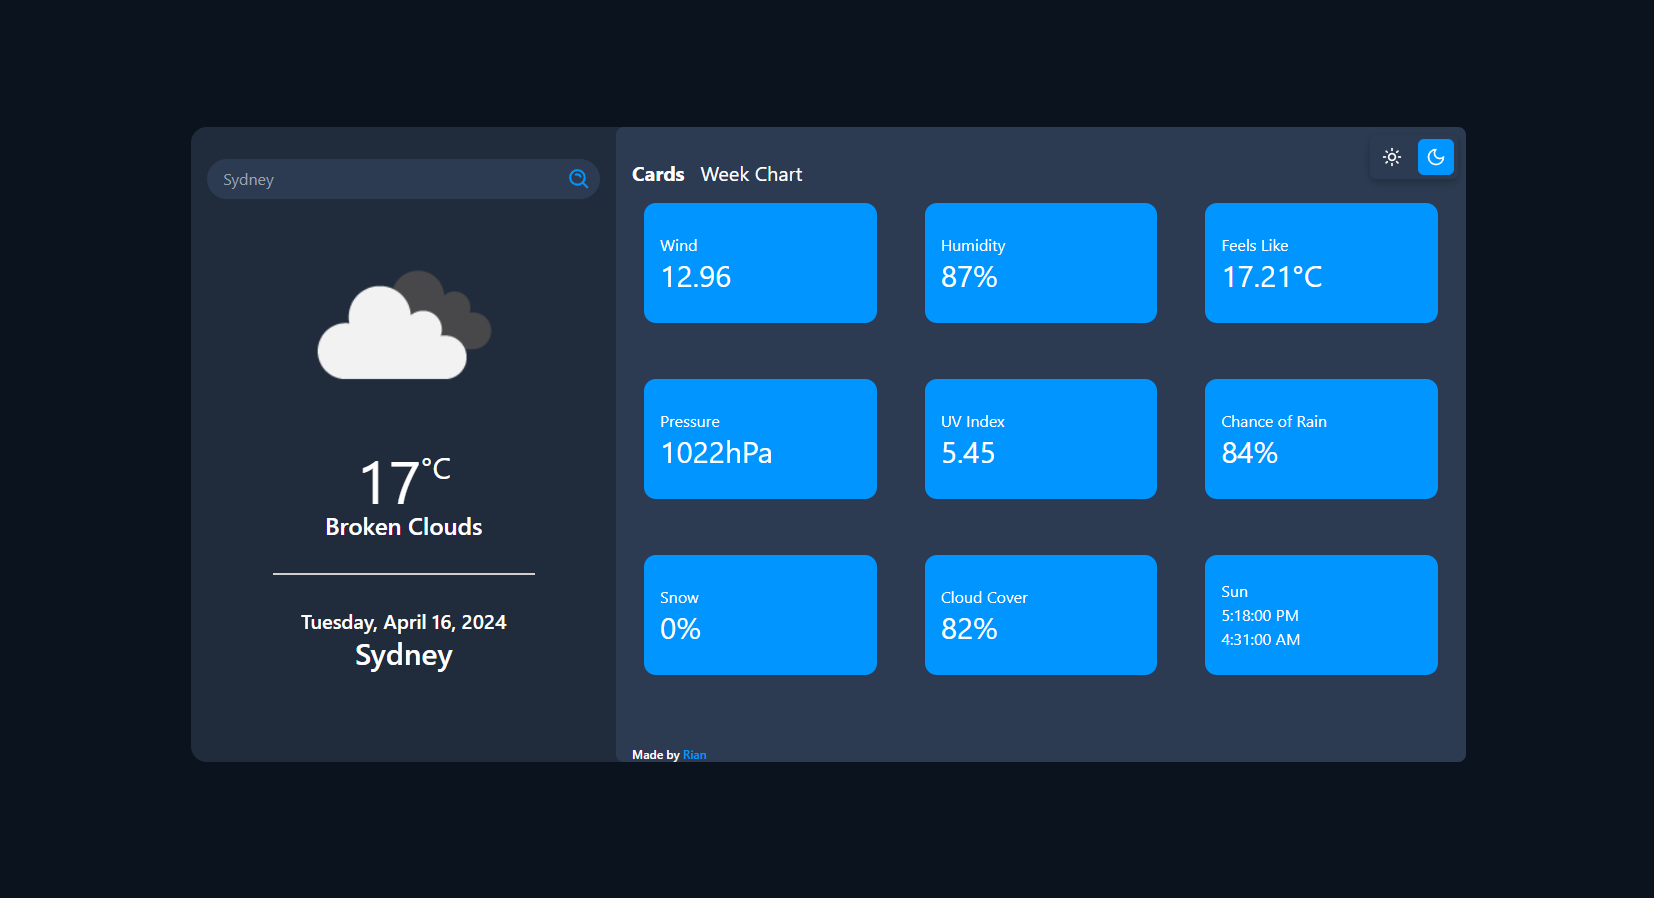 Sydney
17°C
Broken Clouds
Tuesday, April 16, 2024
Sydney
Cards Week Chart
Wind
12.96
Humidity
87%
Feels Like
17.21°C
Pressure
1022hPa
UV Index
5.45
Chance of Rain
84%
Snow
0%
Cloud Cover
82%
Sun
5:18:00 PM
4:31:00 AM
Made by Rian